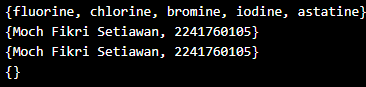 {fluorine, chlorine, bromine, iodine, astatine}
{Moch Fikri Setiawan, 2241760105}
{Moch Fikri Setiawan, 2241760105}
{}